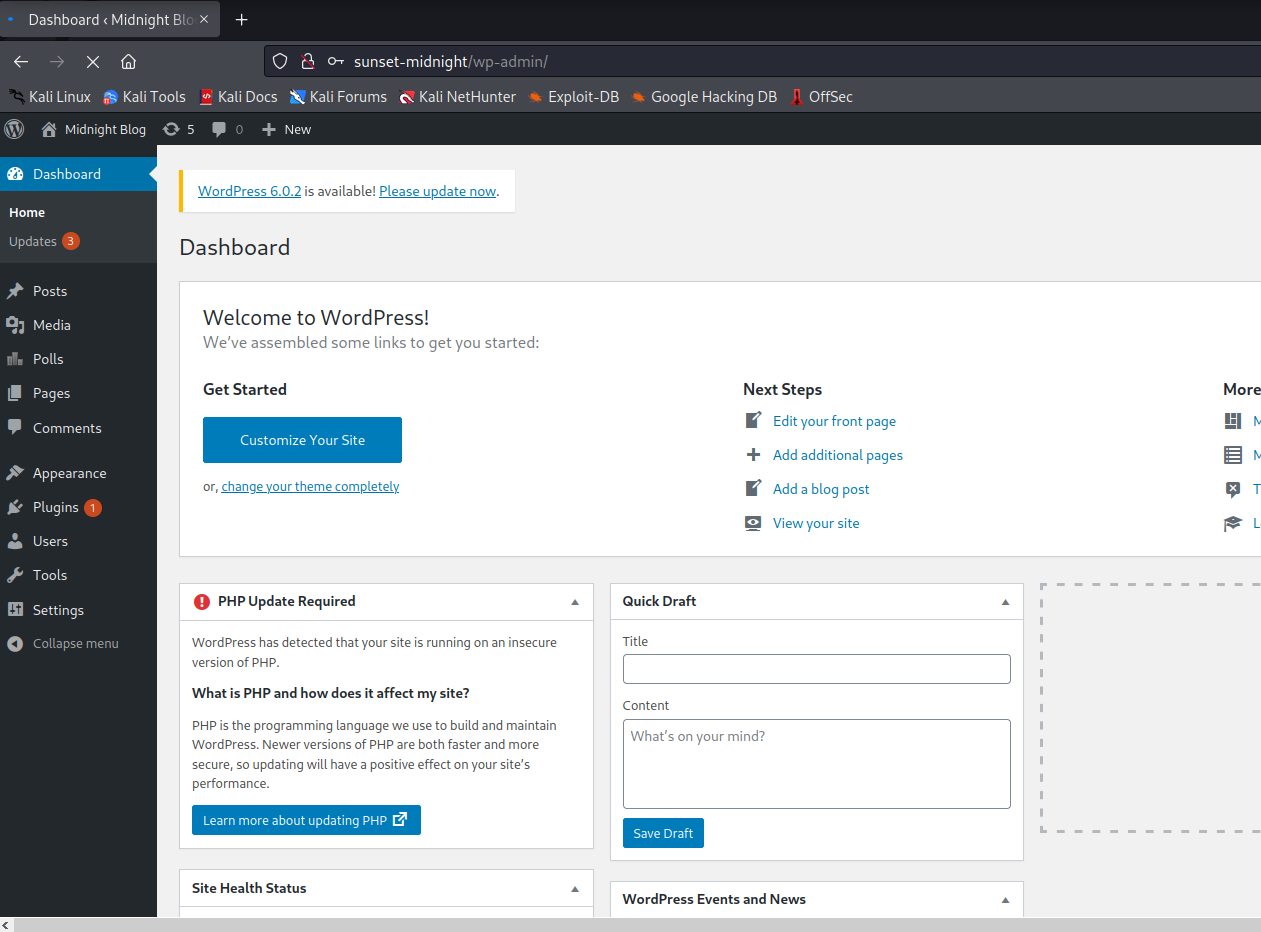 Dashboard ‹ Midnight Blo
sunset-midnight/wp-admin/
Kali Linux Kali Tools Kali Docs Kali Forums Kali NetHunter Exploit-DB Google Hacking DB OffSec
Midnight Blog 5 0 New
Dashboard
Home
Updates 3
Posts
Media
Polls
Pages
Comments
Appearance
Plugins 1
Users
Tools
Settings
Collapse menu
WordPress 6.0.2 is available! Please update now.
Dashboard
Welcome to WordPress!
We've assembled some links to get you started:
Get Started
Customize Your Site
or, change your theme completely
Next Steps
Edit your front page
Add additional pages
Add a blog post
View your site
More
M
M
T
L
PHP Update Required
WordPress has detected that your site is running on an insecure
version of PHP.
What is PHP and how does it affect my site?
PHP is the programming language we use to build and maintain
WordPress. Newer versions of PHP are both faster and more
secure, so updating will have a positive effect on your site's
performance.
Learn more about updating PHP
Site Health Status
Quick Draft
Title
Content
What's on your mind?
Save Draft
WordPress Events and News